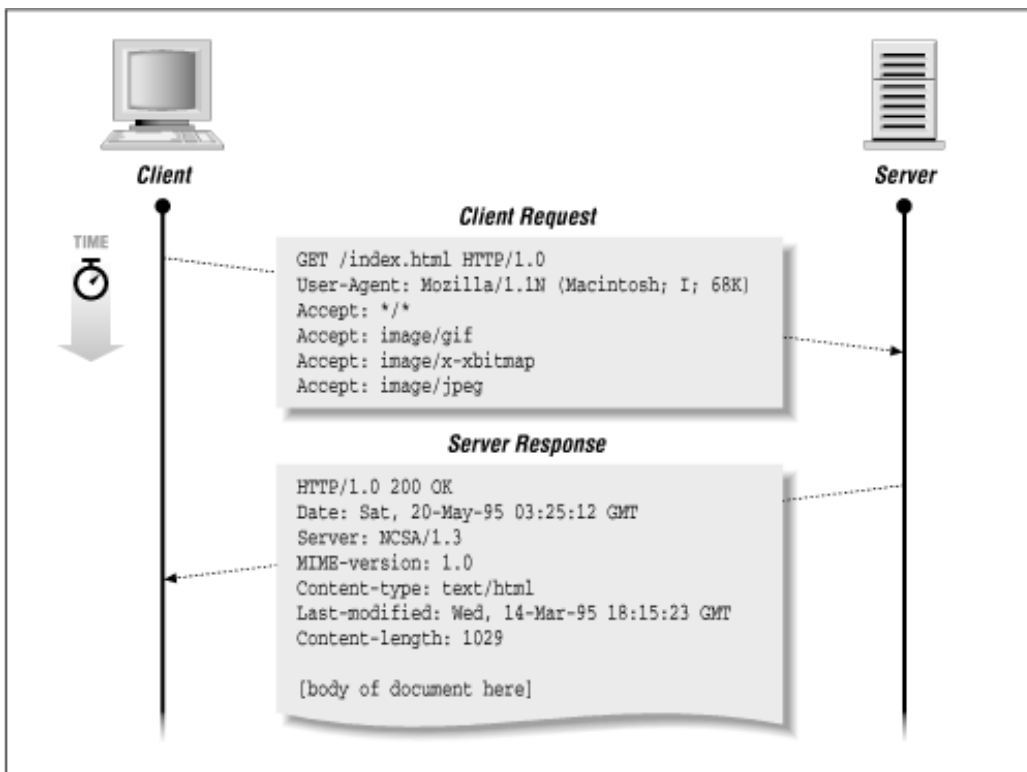 Client
Server
TIME
Client Request
GET /index.html HTTP/1.0
User-Agent: Mozilla/1.1N (Macintosh; I; 68K)
Accept: */*
Accept: image/gif
Accept: image/x-xbitmap
Accept: image/jpeg
Server Response
HTTP/1.0 200 OK
Date: Sat, 20-May-95 03:25:12 GMT
Server: NCSA/1.3
MIME-version: 1.0
Content-type: text/html
Last-modified: Wed, 14-Mar-95 18:15:23 GMT
Content-length: 1029
[body of document here]